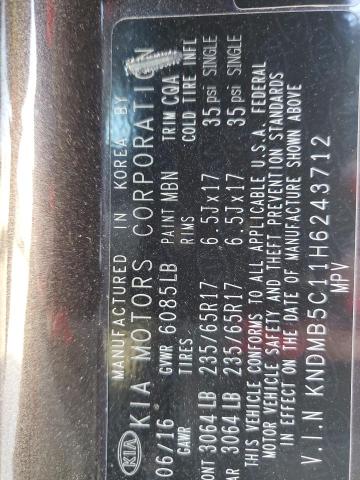 MANUFACTURED IN KOREA BY
KIA KIA MOTORS CORPORATION
06/16 GVWR 6085LB PAINT MBN TRIM CQA
GAWR TIRES RIMS COLD TIRE INFL
3064LB 235/65R17 6.5Jx17 35psi SINGLE
3064LB 235/65R17 6.5Jx17 35psi SINGLE
THIS VEHICLE CONFORMS TO ALL APPLICABLE U.S.A. FEDERAL
MOTOR VEHICLE SAFETY AND THEFT PREVENTION STANDARDS
IN EFFECT ON THE DATE OF MANUFACTURE SHOWN ABOVE
V.I.N KNDMB5C11H6243712
MPV